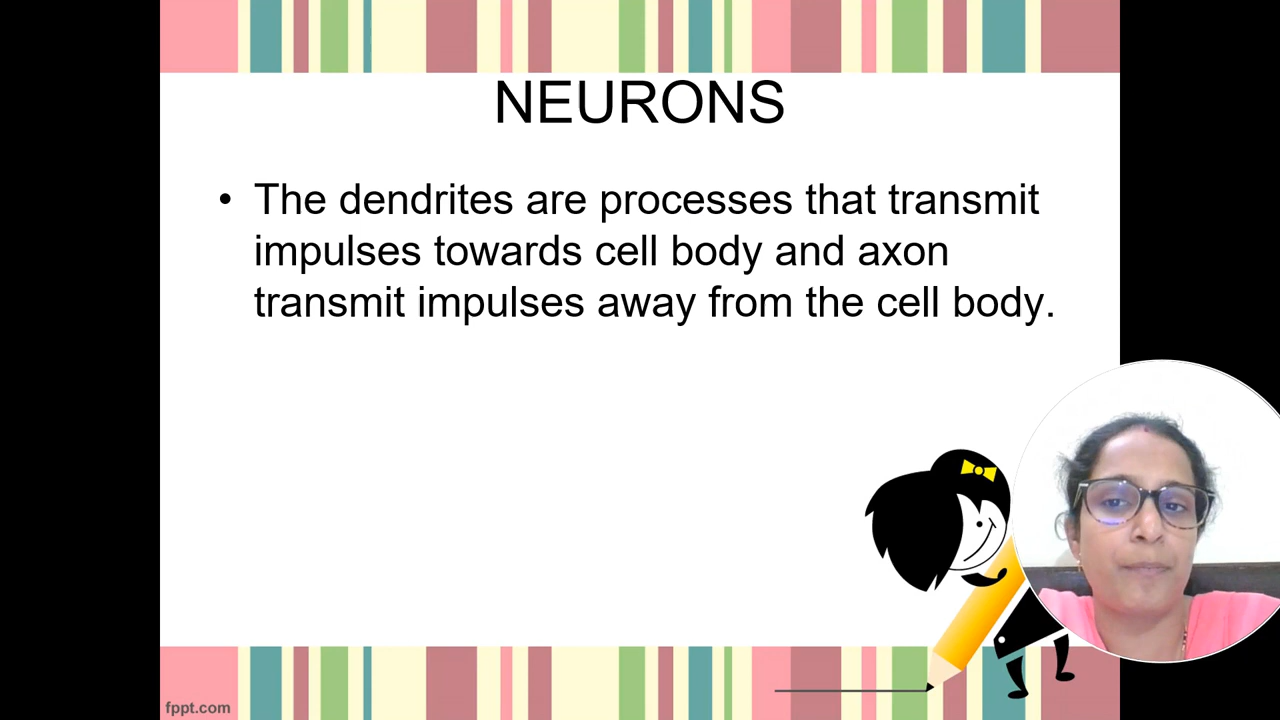 NEURONS
• The dendrites are processes that transmit
impulses towards cell body and axon
transmit impulses away from the cell body.
fppt.com